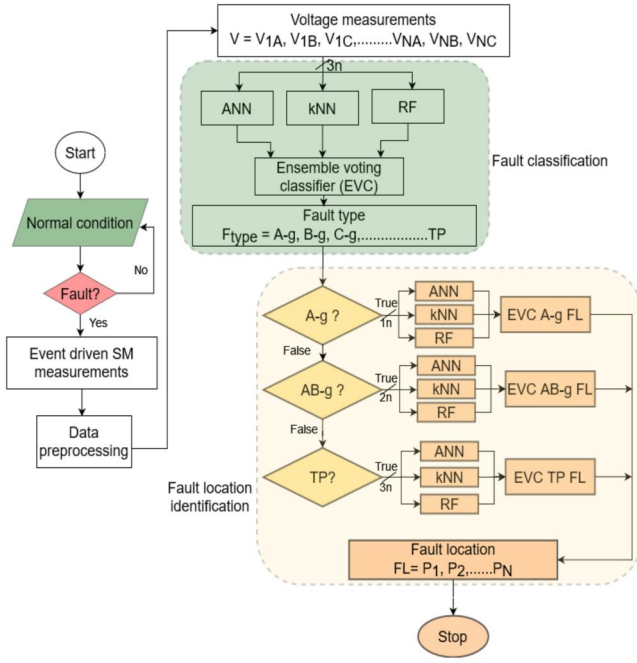 Voltage measurements
V = V1A, V1B, V1C,.........VNA, VNB, VNC
3n
ANN
kNN
RF
Ensemble voting
classifier (EVC)
Fault classification
Fault type
Ftype = A-g, B-g, C-g,.................TP
Start
Normal condition
No
Fault?
Yes
Event driven SM
measurements
Data
preprocessing
A-g ?
True
1n
ANN
kNN
RF
EVC A-g FL
False
AB-g ?
True
2n
ANN
kNN
RF
EVC AB-g FL
False
TP?
True
3n
ANN
kNN
RF
EVC TP FL
Fault location
identification
Fault location
FL= P1, P2,......PN
Stop